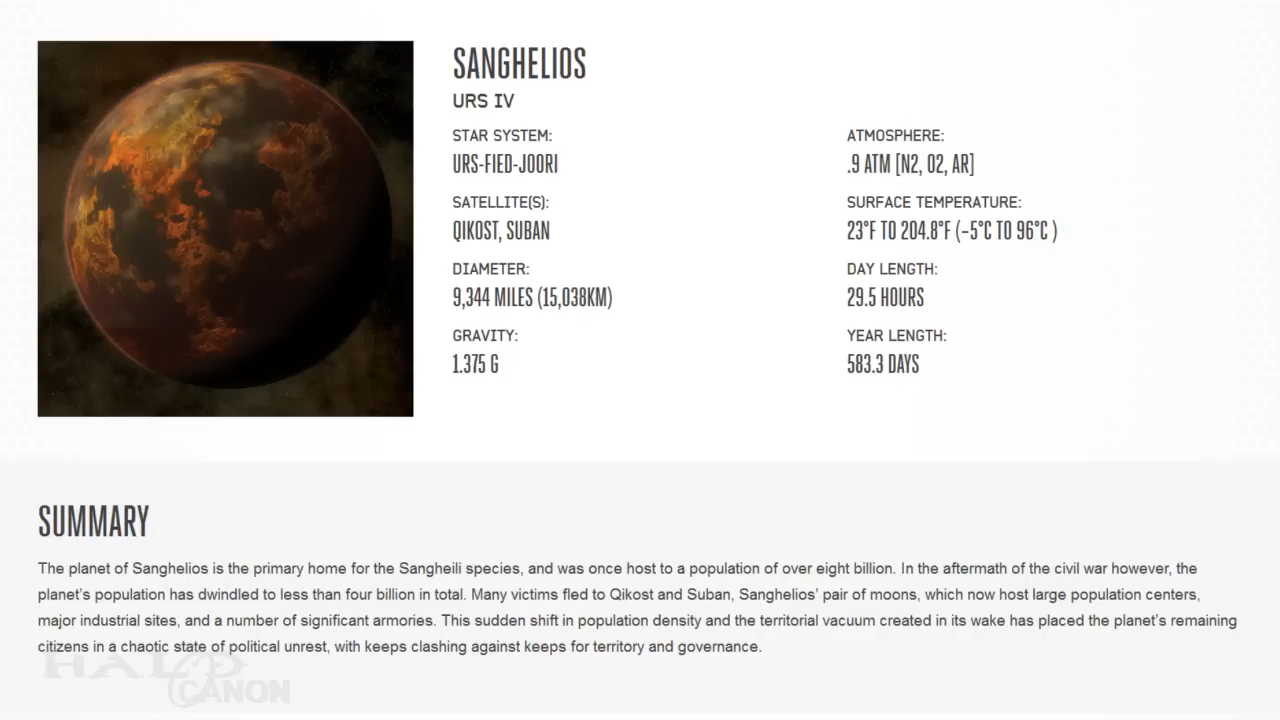 SANGHELIOS
URS IV
STAR SYSTEM:
URS-FIED-JOORI
SATELLITE(S):
QIKOST, SUBAN
DIAMETER:
9,344 MILES (15,038KM)
GRAVITY:
1.375 G
ATMOSPHERE:
.9 ATM [N2, O2, AR]
SURFACE TEMPERATURE:
23°F TO 204.8°F (-5°C TO 96°C )
DAY LENGTH:
29.5 HOURS
YEAR LENGTH:
583.3 DAYS
SUMMARY
The planet of Sanghelios is the primary home for the Sangheili species, and was once host to a population of over eight billion. In the aftermath of the civil war however, the
planet's population has dwindled to less than four billion in total. Many victims fled to Qikost and Suban, Sanghelios' pair of moons, which now host large population centers,
major industrial sites, and a number of significant armories. This sudden shift in population density and the territorial vacuum created in its wake has placed the planet's remaining
citizens in a chaotic state of political unrest, with keeps clashing against keeps for territory and governance.
HALO
CANON